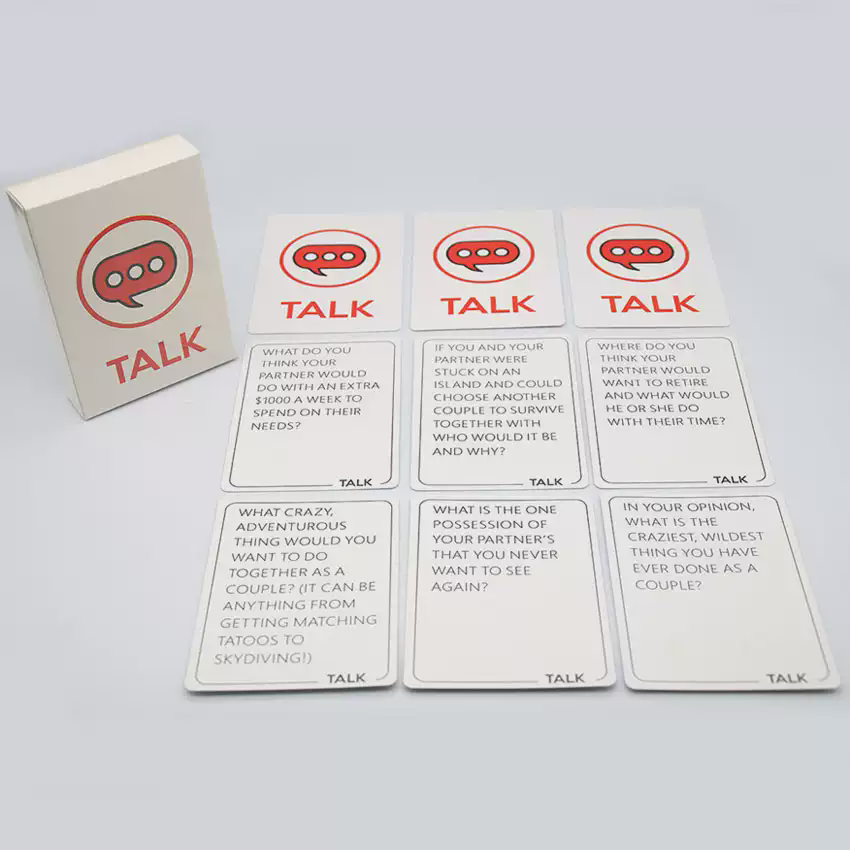 TALK
TALK
TALK
TALK
WHAT DO YOU
THINK YOUR
PARTNER WOULD
DO WITH AN EXTRA
$1000 A WEEK TO
SPEND ON THEIR
NEEDS?
TALK
IF YOU AND YOUR
PARTNER WERE
STUCK ON AN
ISLAND AND COULD
CHOOSE ANOTHER
COUPLE TO SURVIVE
TOGETHER WITH
WHO WOULD IT BE
AND WHY?
TALK
WHERE DO YOU
THINK YOUR
PARTNER WOULD
WANT TO RETIRE
AND WHAT WOULD
HE OR SHE DO
WITH THEIR TIME?
TALK
WHAT CRAZY,
ADVENTUROUS
THING WOULD YOU
WANT TO DO
TOGETHER AS A
COUPLE? (IT CAN BE
ANYTHING FROM
GETTING MATCHING
TATOOS TO
SKYDIVING!)
TALK
WHAT IS THE ONE
POSSESSION OF
YOUR PARTNER'S
THAT YOU NEVER
WANT TO SEE
AGAIN?
TALK
IN YOUR OPINION,
WHAT IS THE
CRAZIEST, WILDEST
THING YOU HAVE
EVER DONE AS A
COUPLE?
TALK